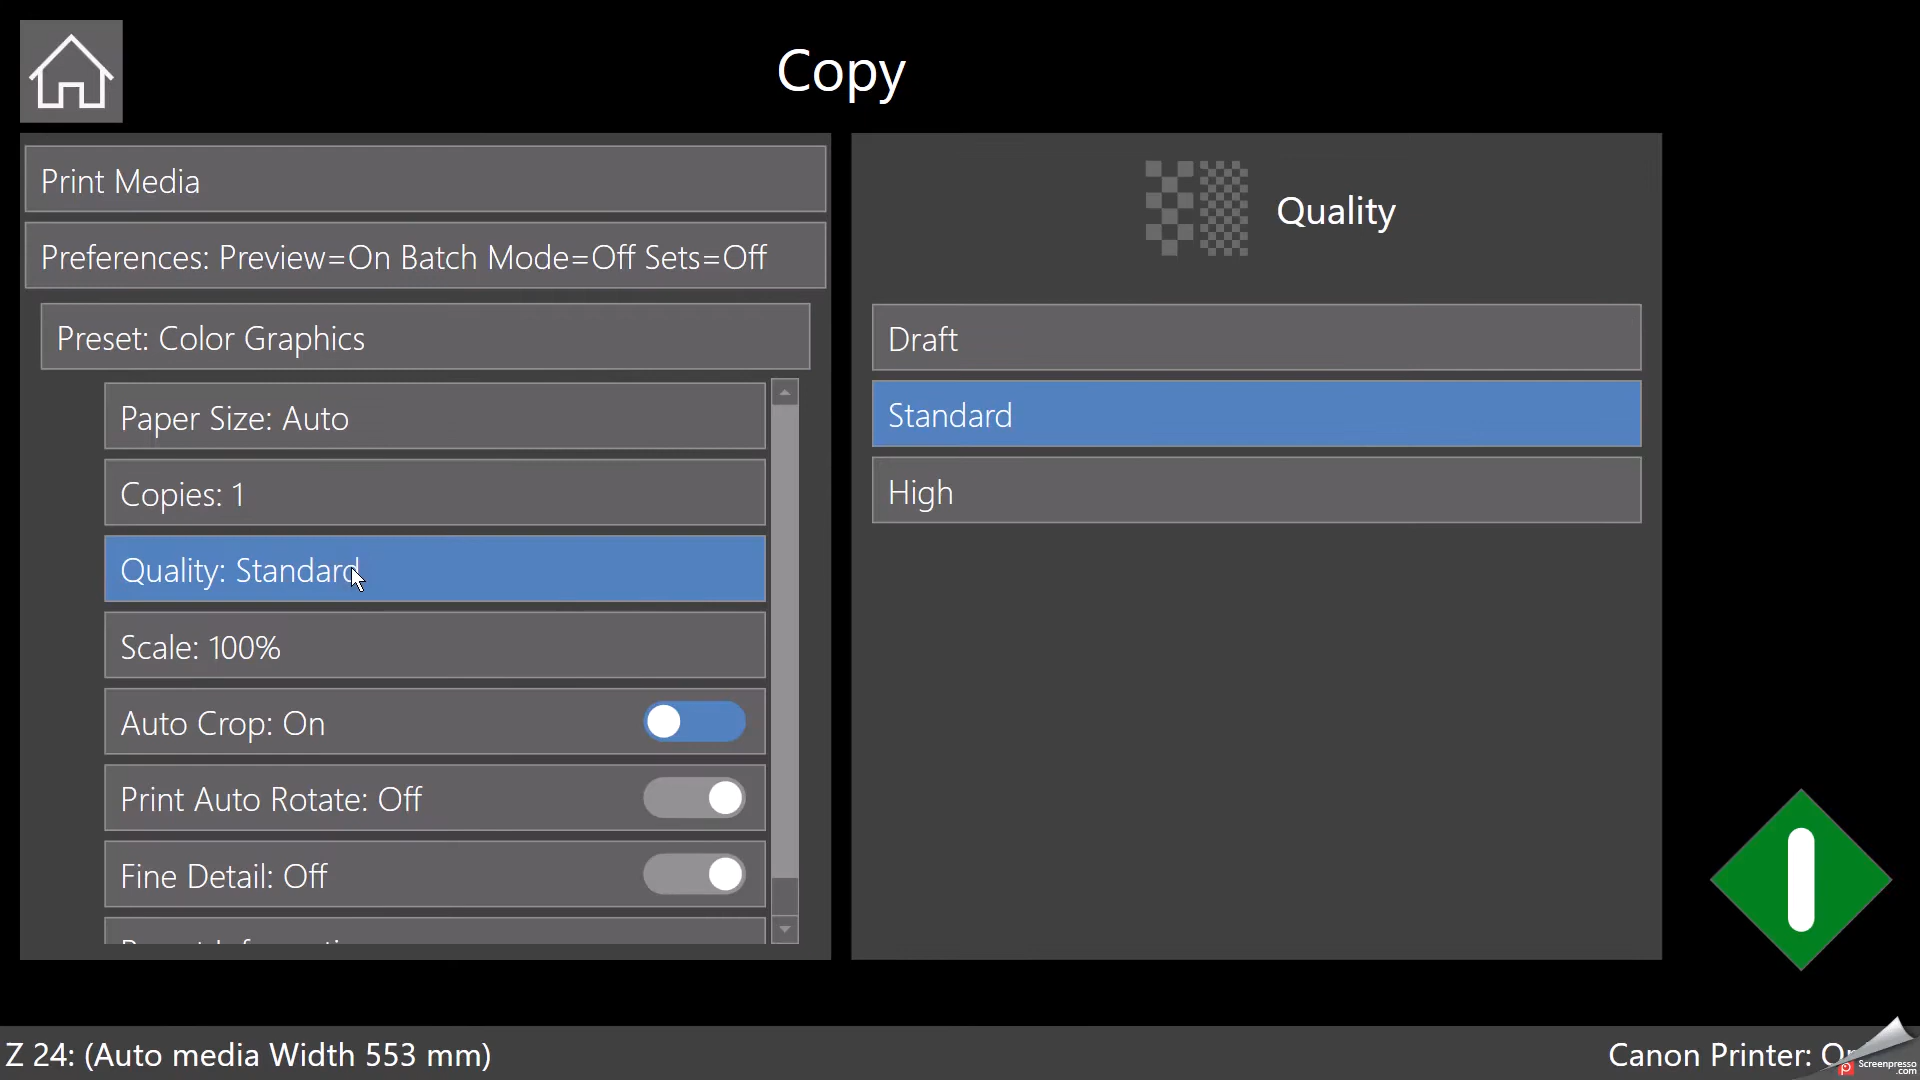 Copy
Print Media
Preferences: Preview=On Batch Mode=Off Sets=Off
Preset: Color Graphics
Paper Size: Auto
Copies: 1
Quality: Standard
Scale: 100%
Auto Crop: On
Print Auto Rotate: Off
Fine Detail: Off
Quality
Draft
Standard
High
Z 24: (Auto media Width 553 mm)
Canon Printer:
Screenpresso
.com